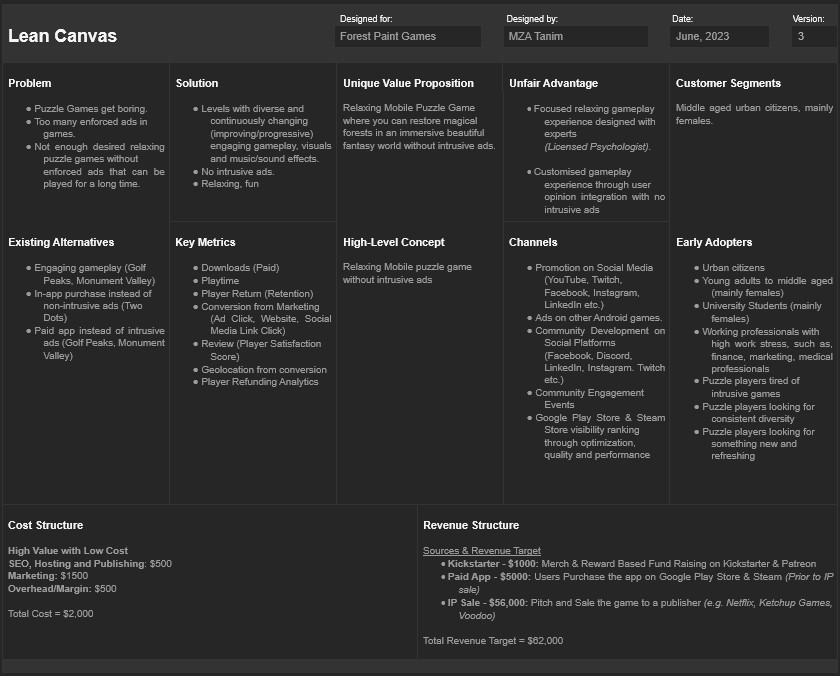 Lean Canvas
Designed for:
Forest Paint Games
Designed by:
MZA Tanim
Date:
June, 2023
Version:
3
Problem
● Puzzle Games get boring.
● Too many enforced ads in
games.
● Not enough desired relaxing
puzzle games without
enforced ads that can be
played for a long time.
Solution
● Levels with diverse and
continuously changing
(improving/progressive)
engaging gameplay, visuals
and music/sound effects.
● No intrusive ads.
● Relaxing, fun
Unique Value Proposition
Relaxing Mobile Puzzle Game
where you can restore magical
forests in an immersive beautiful
fantasy world without intrusive ads.
Unfair Advantage
● Focused relaxing gameplay
experience designed with
experts
(Licensed Psychologist).
● Customised gameplay
experience through user
opinion integration with no
intrusive ads
Customer Segments
Middle aged urban citizens, mainly
females.
Existing Alternatives
● Engaging gameplay (Golf
Peaks, Monument Valley)
● In-app purchase instead of
non-intrusive ads (Two
Dots)
● Paid app instead of intrusive
ads (Golf Peaks, Monument
Valley)
Key Metrics
● Downloads (Paid)
● Playtime
● Player Return (Retention)
● Conversion from Marketing
(Ad Click, Website, Social
Media Link Click)
● Review (Player Satisfaction
Score)
● Geolocation from conversion
● Player Refunding Analytics
High-Level Concept
Relaxing Mobile puzzle game
without intrusive ads
Channels
● Promotion on Social Media
(YouTube, Twitch,
Facebook, Instagram,
LinkedIn etc.)
● Ads on other Android games.
● Community Development on
Social Platforms
(Facebook, Discord,
LinkedIn, Instagram. Twitch
etc.)
● Community Engagement
Events
● Google Play Store & Steam
Store visibility ranking
through optimization,
quality and performance
Early Adopters
● Urban citizens
● Young adults to middle aged
(mainly females)
● University Students (mainly
females)
● Working professionals with
high work stress, such as,
finance, marketing, medical
professionals
● Puzzle players tired of
intrusive games
● Puzzle players looking for
consistent diversity
● Puzzle players looking for
something new and
refreshing
Cost Structure
High Value with Low Cost
SEO, Hosting and Publishing: $500
Marketing: $1500
Overhead/Margin: $500
Total Cost = $2,000
Revenue Structure
Sources & Revenue Target
● Kickstarter - $1000: Merch & Reward Based Fund Raising on Kickstarter & Patreon
● Paid App - $5000: Users Purchase the app on Google Play Store & Steam (Prior to IP
sale)
● IP Sale - $56,000: Pitch and Sale the game to a publisher (e.g. Netflix, Ketchup Games,
Voodoo)
Total Revenue Target = $62,000